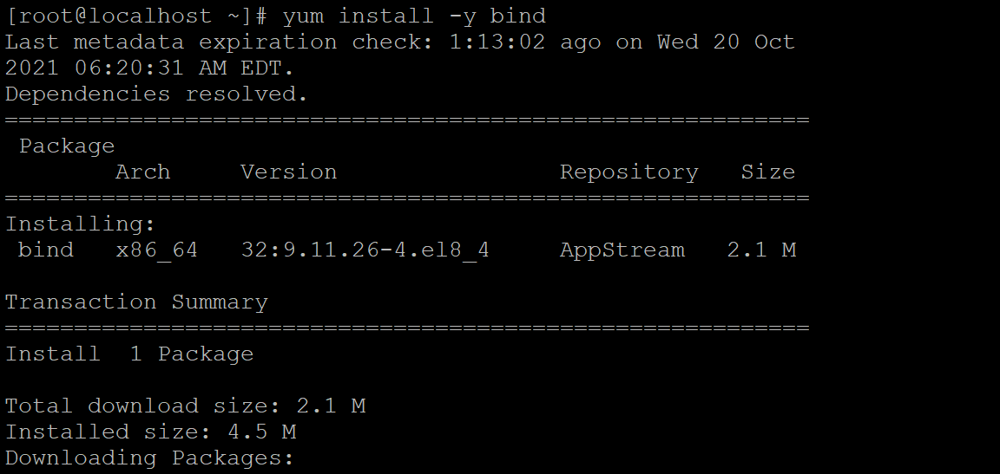 [root@localhost ~]# yum install -y bind
Last metadata expiration check: 1:13:02 ago on Wed 20 Oct
2021 06:20:31 AM EDT.
Dependencies resolved.
==========================================================
 Package
        Arch     Version                Repository   Size
==========================================================
Installing:
 bind   x86_64   32:9.11.26-4.el8_4     AppStream   2.1 M

Transaction Summary
==========================================================
Install  1 Package

Total download size: 2.1 M
Installed size: 4.5 M
Downloading Packages: